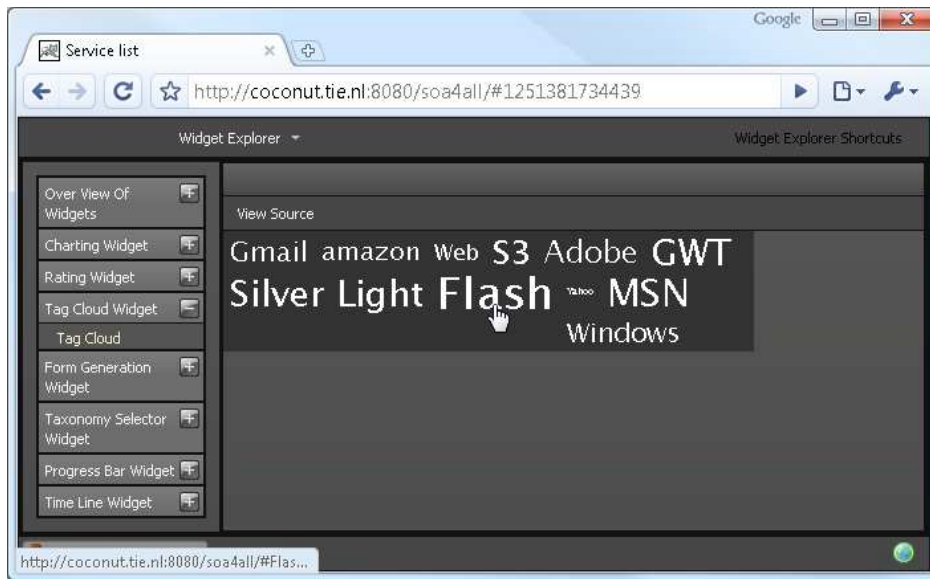 Google
Service list
http://coconut.tie.nl:8080/soa4all/#1251381734439
Widget Explorer
Widget Explorer Shortcuts
Over View Of
Widgets
Charting Widget
Rating Widget
Tag Cloud Widget
Tag Cloud
Form Generation
Widget
Taxonomy Selector
Widget
Progress Bar Widget
Time Line Widget
View Source
Gmail amazon Web S3 Adobe GWT
Silver Light Flash Yahoo MSN
Windows
http://coconut.tie.nl:8080/soa4all/#Flas...